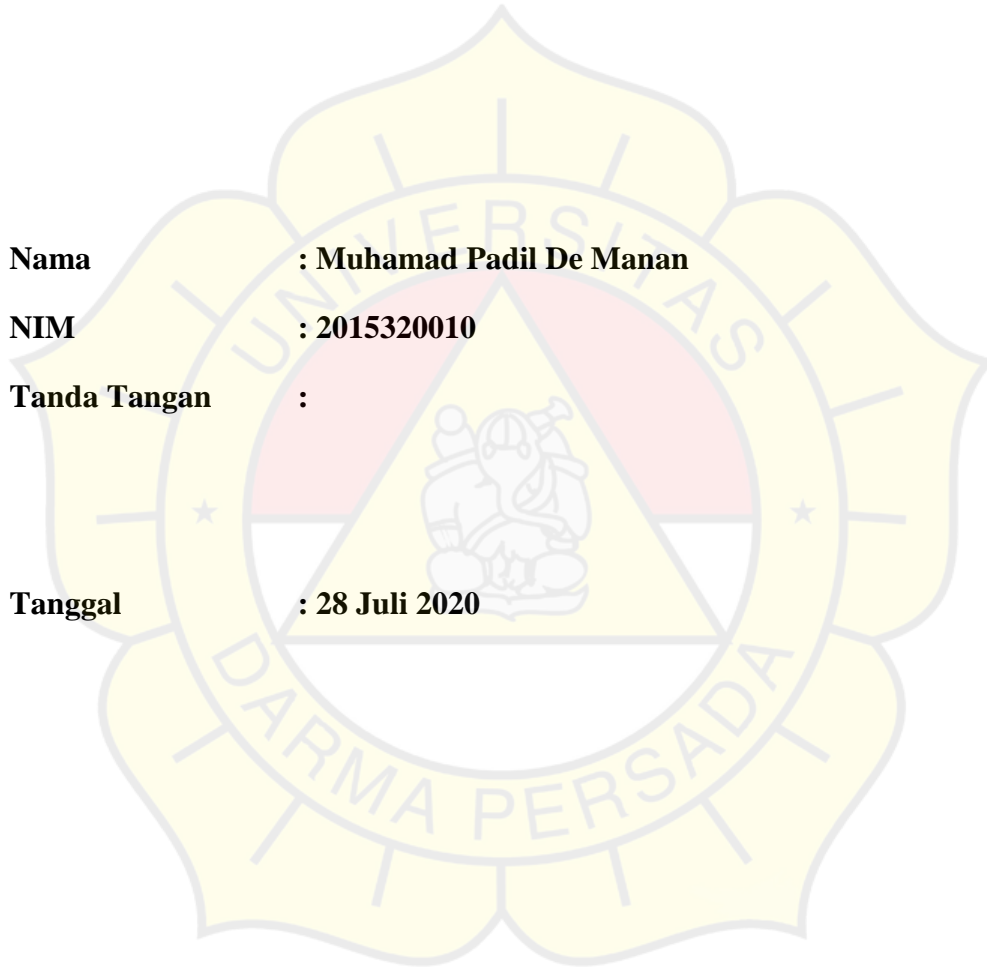 UNIVERSITAS
Nama : Muhamad Padil De Manan
NIM : 2015320010
Tanda Tangan :
Tanggal : 28 Juli 2020
DARMA PERSADA